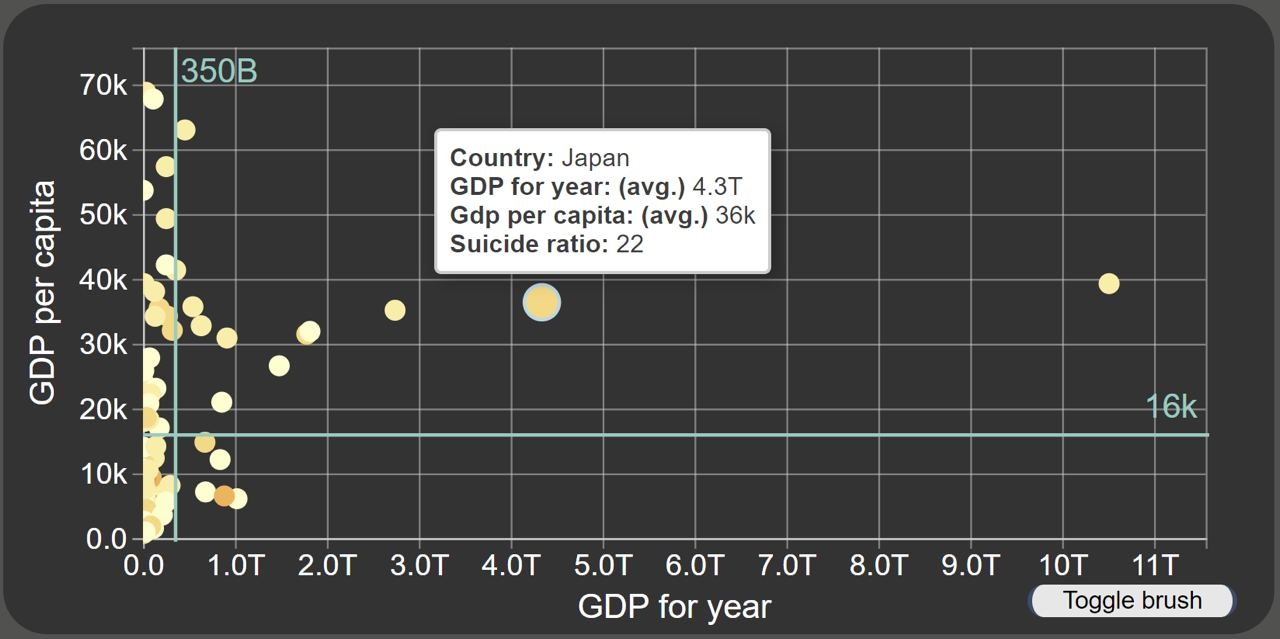 350B
70k
60k
50k
40k
30k
20k
10k
0.0
GDP per capita
Country: Japan
GDP for year: (avg.) 4.3T
Gdp per capita: (avg.) 36k
Suicide ratio: 22
16k
0.0 1.0T 2.0T 3.0T 4.0T 5.0T 6.0T 7.0T 8.0T 9.0T 10T 11T
GDP for year
Toggle brush